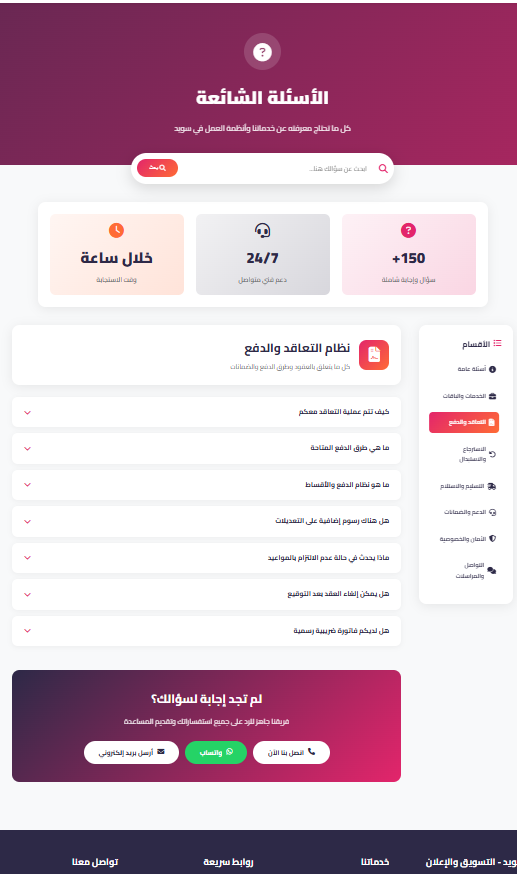 الأسئلة الشائعة
كل ما تحتاج معرفته عن خدماتنا وأنظمة العمل في سويد
ابحث عن سؤالك هنا...
بحث
+150
سؤال وإجابة شاملة
24/7
دعم فني متواصل
خلال ساعة
وقت الاستجابة
الأقسام
أسئلة عامة
الخدمات والباقات
التعاقد والدفع
الاسترجاع
والاستبدال
التسليم والاستلام
الدعم والضمانات
الأمان والخصوصية
التواصل
والمراسلات
نظام التعاقد والدفع
كل ما يتعلق بالعقود وطرق الدفع والضمانات
كيف تتم عملية التعاقد معكم
ما هي طرق الدفع المتاحة
ما هو نظام الدفع والأقساط
هل هناك رسوم إضافية على التعديلات
ماذا يحدث في حالة عدم الالتزام بالمواعيد
هل يمكن إلغاء العقد بعد التوقيع
هل لديكم فاتورة ضريبية رسمية
لم تجد إجابة لسؤالك؟
فريقنا جاهز للرد على جميع استفساراتك وتقديم المساعدة
اتصل بنا الآن
واتساب
أرسل بريد إلكتروني
ويد - التسويق والإعلان
خدماتنا
روابط سريعة
تواصل معنا